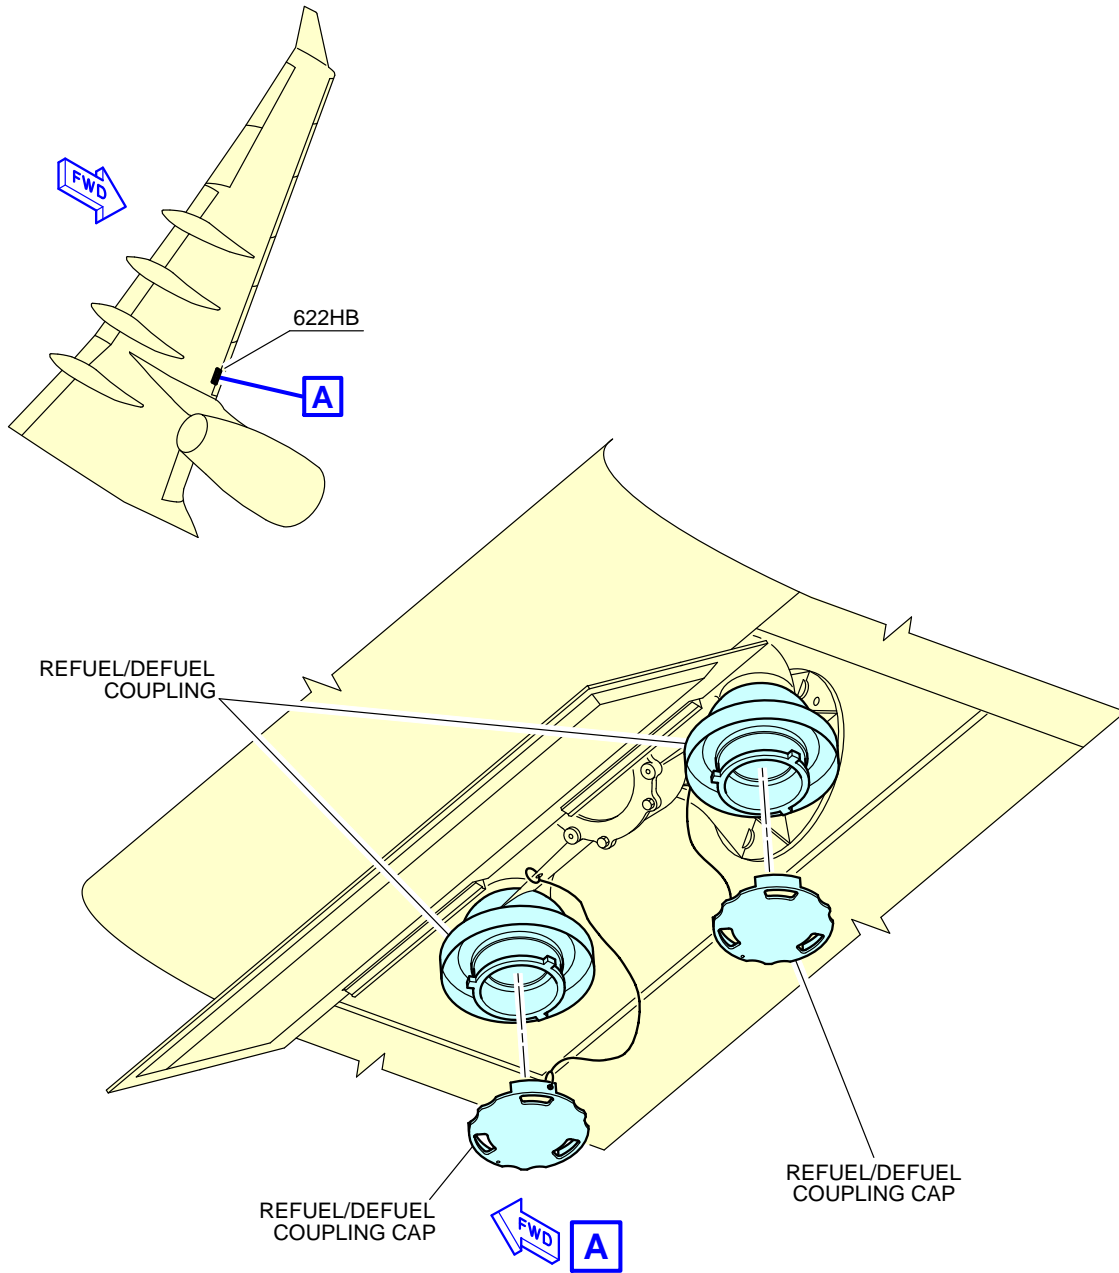 FWD
622HB
A
REFUEL/DEFUEL
COUPLING
REFUEL/DEFUEL
COUPLING CAP
REFUEL/DEFUEL
COUPLING CAP
FWD
A